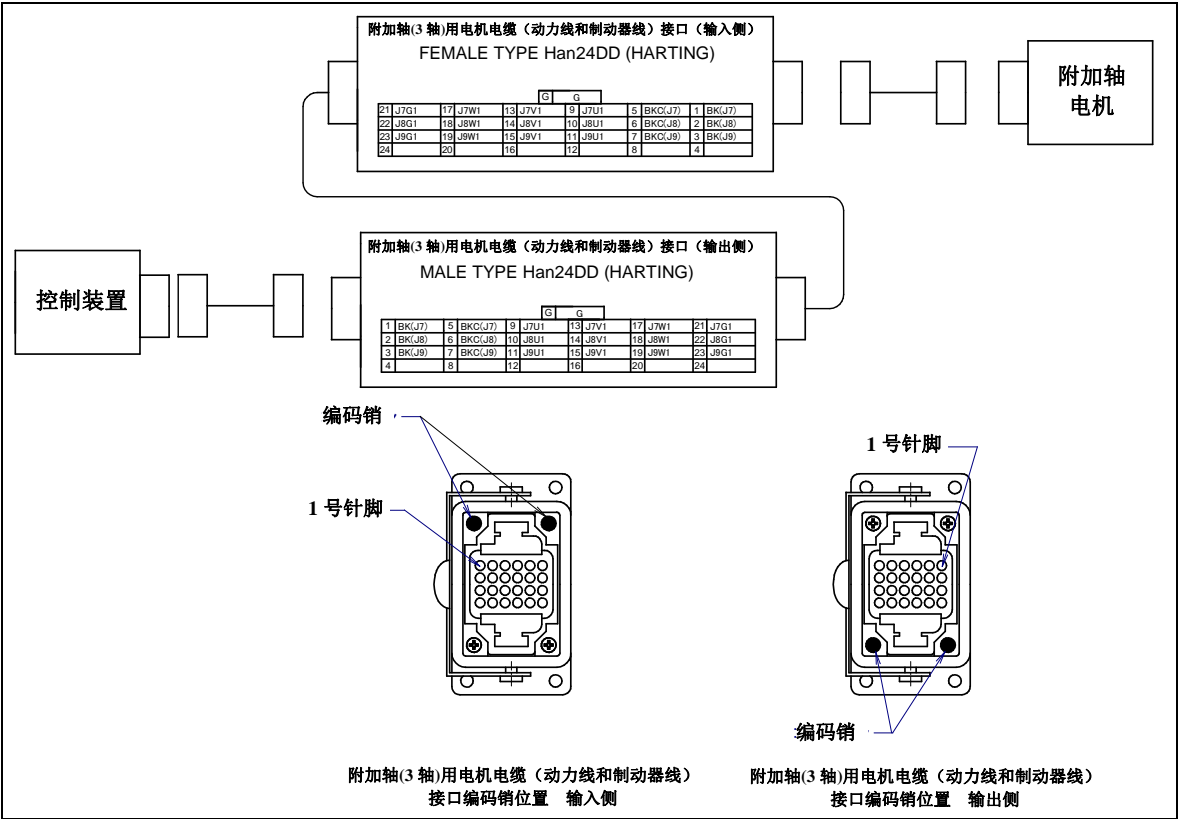 附加轴(3 轴)用电机电缆（动力线和制动器线）接口（输入侧）
FEMALE TYPE Han24DD (HARTING)
G G
21 J7G1 17 J7W1 13 J7V1 9 J7U1 5 BKC(J7) 1 BK(J7)
22 J8G1 18 J8W1 14 J8V1 10 J8U1 6 BKC(J8) 2 BK(J8)
23 J9G1 19 J9W1 15 J9V1 11 J9U1 7 BKC(J9) 3 BK(J9)
24 20 16 12 8 4
附加轴
电机
控制装置
附加轴(3 轴)用电机电缆（动力线和制动器线）接口（输出侧）
MALE TYPE Han24DD (HARTING)
G G
1 BK(J7) 5 BKC(J7) 9 J7U1 13 J7V1 17 J7W1 21 J7G1
2 BK(J8) 6 BKC(J8) 10 J8U1 14 J8V1 18 J8W1 22 J8G1
3 BK(J9) 7 BKC(J9) 11 J9U1 15 J9V1 19 J9W1 23 J9G1
4 8 12 16 20 24
编码销
1 号针脚
1 号针脚
编码销
附加轴(3 轴)用电机电缆（动力线和制动器线）
接口编码销位置 输入侧
附加轴(3 轴)用电机电缆（动力线和制动器线）
接口编码销位置 输出侧